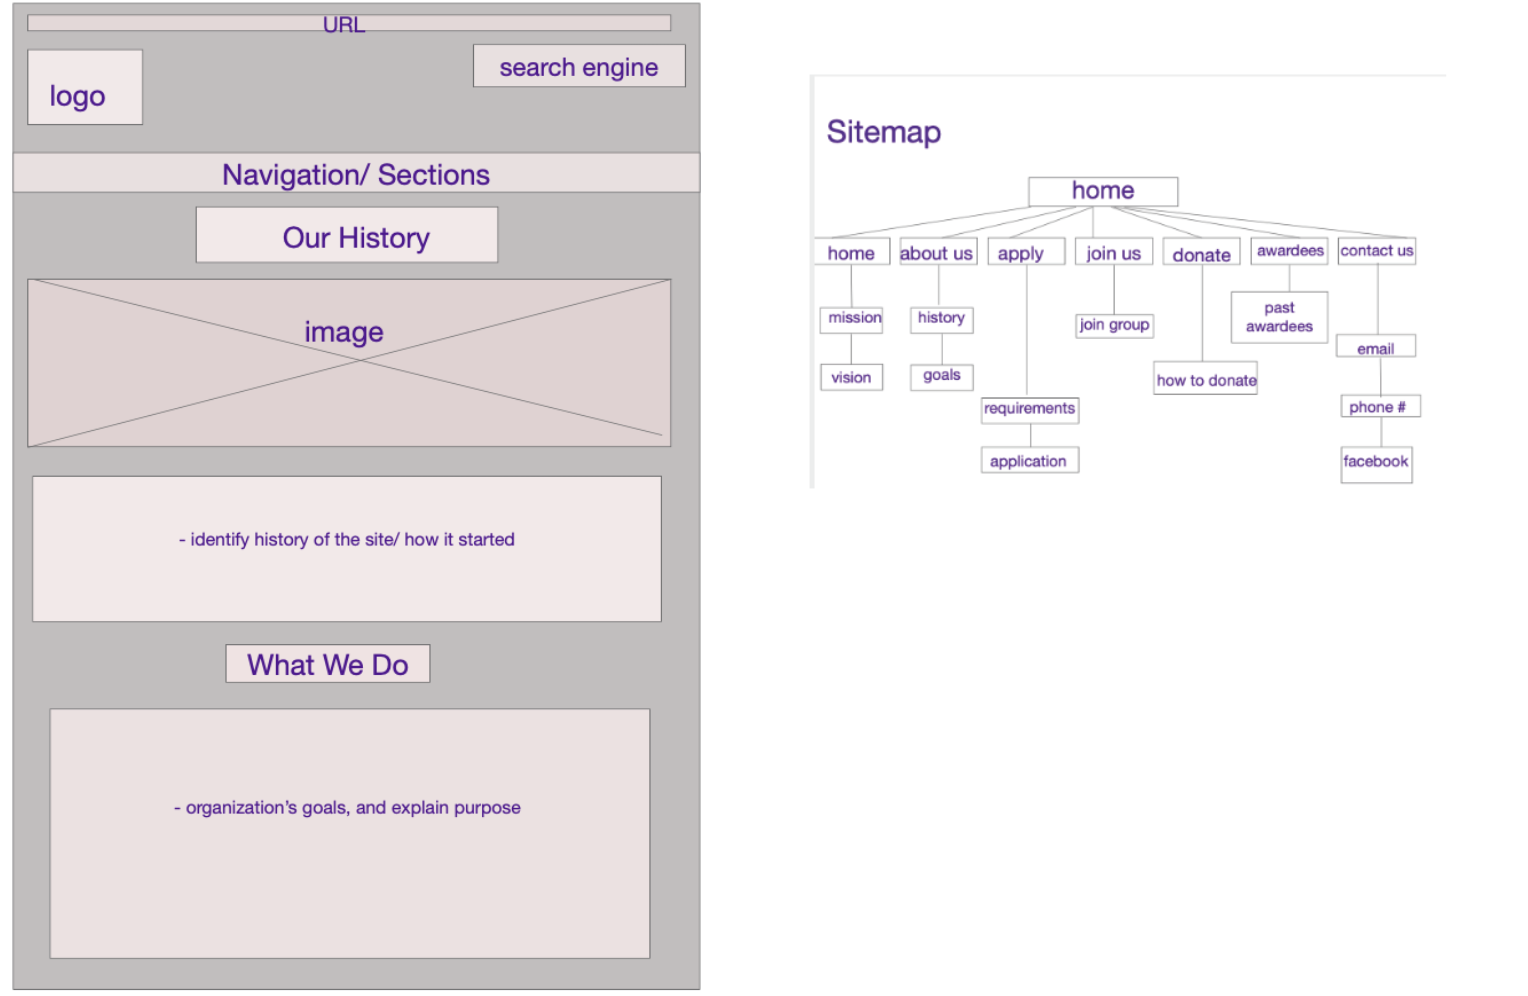 URL
logo
search engine
Navigation/ Sections
Our History
image
- identify history of the site/ how it started
What We Do
- organization's goals, and explain purpose
Sitemap
home
home
about us
apply
join us
donate
awardees
contact us
mission
history
join group
past
awardees
email
vision
goals
how to donate
requirements
phone #
application
facebook